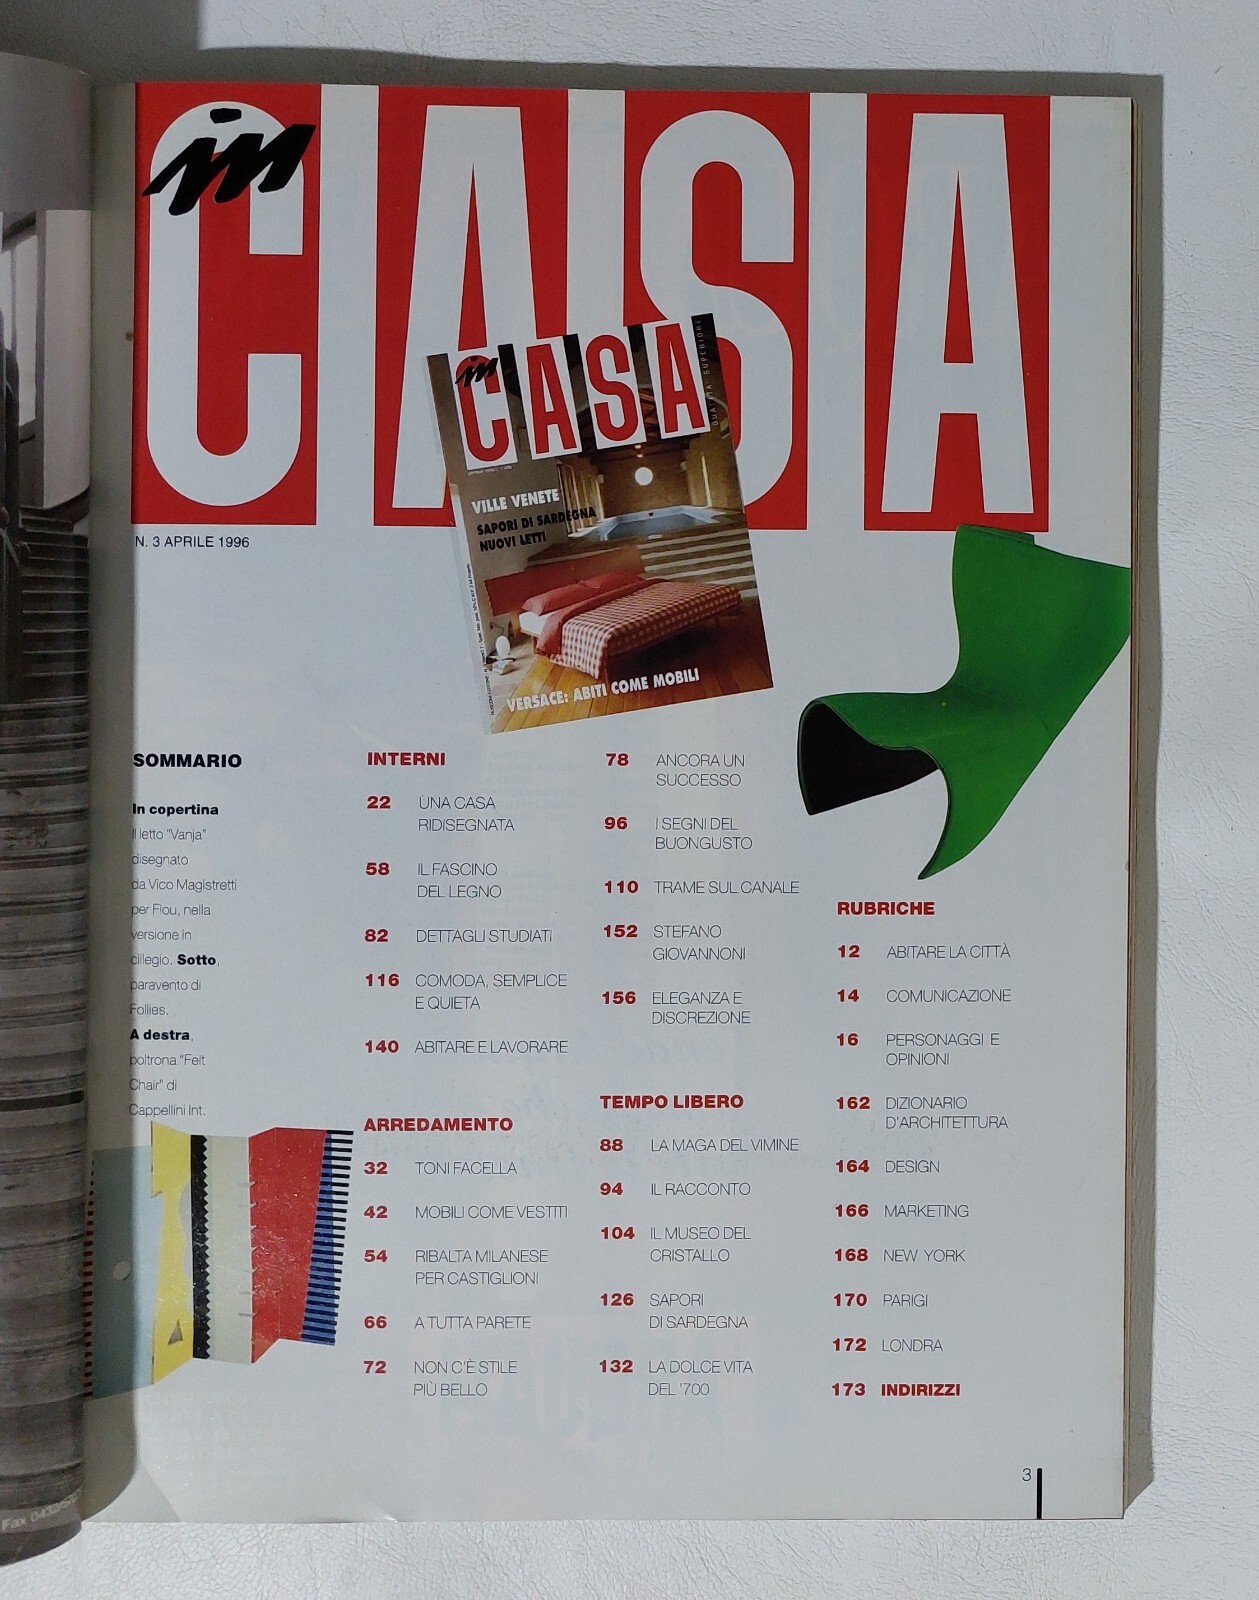 in CASA
N. 3 APRILE 1996
in CASA
QUALITÀ SUPERIORE
VILLE VENETE
SAPORI DI SARDEGNA
NUOVI LETTI
VERSACE: ABITI COME MOBILI
SOMMARIO
In copertina
Il letto "Vanja"
disegnato
da Vico Magistretti
per Flou, nella
versione in
ciliegio. Sotto,
paravento di
Follies.
A destra,
poltrona "Felt
Chair" di
Cappellini Int.
INTERNI
22 UNA CASA
RIDISEGNATA
58 IL FASCINO
DEL LEGNO
82 DETTAGLI STUDIATI
116 COMODA, SEMPLICE
E QUIETA
140 ABITARE E LAVORARE
ARREDAMENTO
32 TONI FACELLA
42 MOBILI COME VESTITI
54 RIBALTA MILANESE
PER CASTIGLIONI
66 A TUTTA PARETE
72 NON C'È STILE
PIÙ BELLO
78 ANCORA UN
SUCCESSO
96 I SEGNI DEL
BUONGUSTO
110 TRAME SUL CANALE
152 STEFANO
GIOVANNONI
156 ELEGANZA E
DISCREZIONE
TEMPO LIBERO
88 LA MAGA DEL VIMINE
94 IL RACCONTO
104 IL MUSEO DEL
CRISTALLO
126 SAPORI
DI SARDEGNA
132 LA DOLCE VITA
DEL '700
RUBRICHE
12 ABITARE LA CITTÀ
14 COMUNICAZIONE
16 PERSONAGGI E
OPINIONI
162 DIZIONARIO
D'ARCHITETTURA
164 DESIGN
166 MARKETING
168 NEW YORK
170 PARIGI
172 LONDRA
173 INDIRIZZI
3
Fax